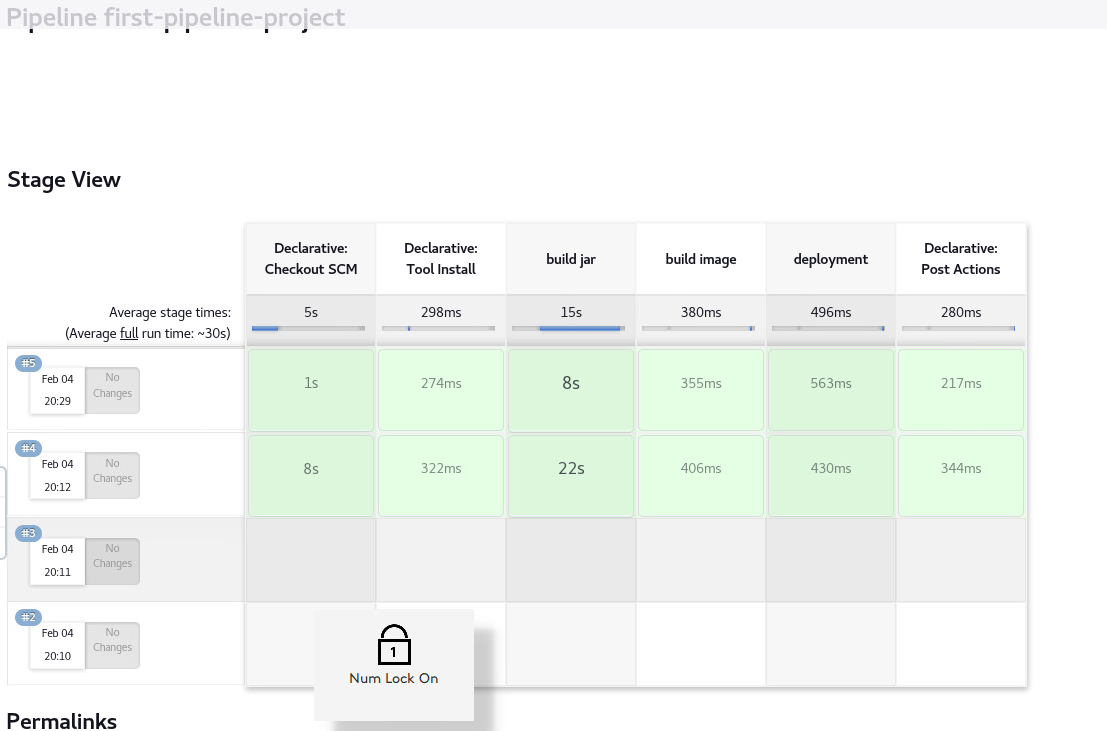 Pipeline first-pipeline-project
Stage View
Declarative: Checkout SCM
Declarative: Tool Install
build jar
build image
deployment
Declarative: Post Actions
Average stage times:
(Average full run time: ~30s)
5s
298ms
15s
380ms
496ms
280ms
#5
Feb 04
20:29
No
Changes
1s
274ms
8s
355ms
563ms
217ms
#4
Feb 04
20:12
No
Changes
8s
322ms
22s
406ms
430ms
344ms
#3
Feb 04
20:11
No
Changes
#2
Feb 04
20:10
No
Changes
1
Num Lock On
Permalinks